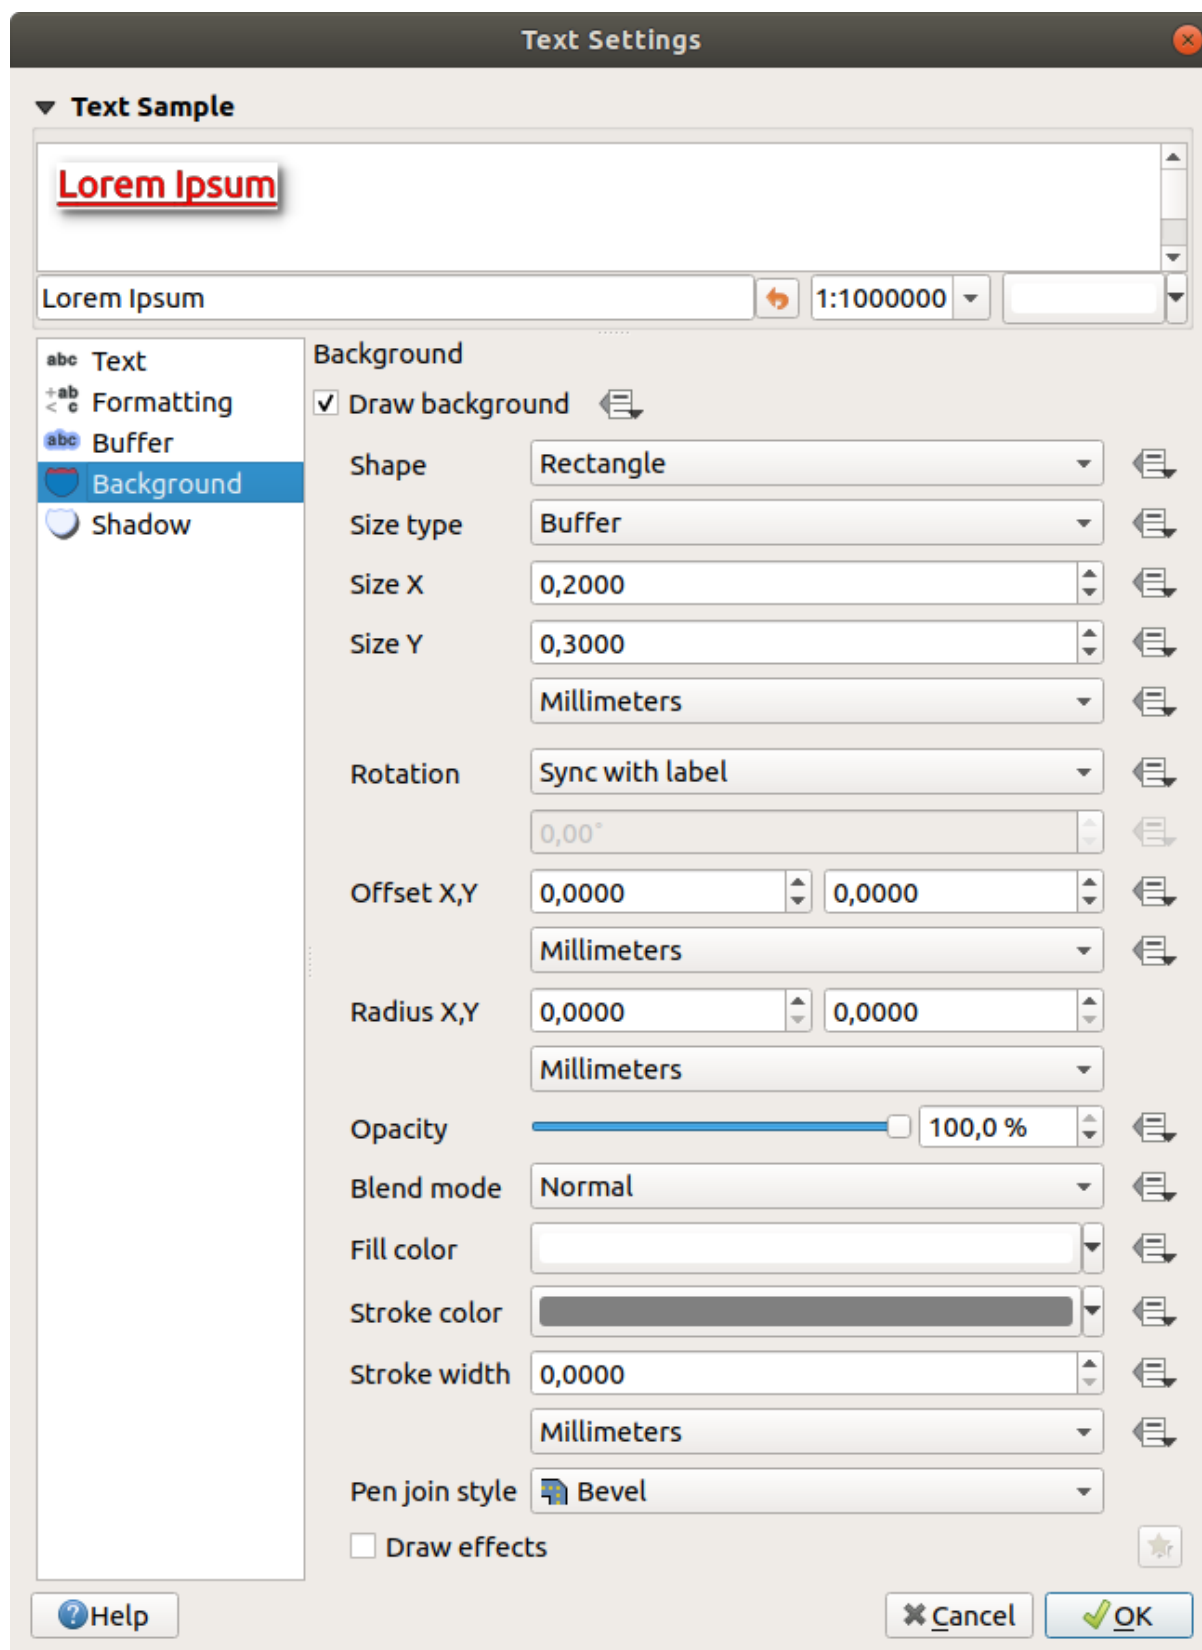 Text Settings
Text Sample
Lorem Ipsum
Lorem Ipsum 1:1000000
abc Text
+ab
< c Formatting
abc Buffer
Background
Shadow
Background
Draw background
Shape Rectangle
Size type Buffer
Size X 0,2000
Size Y 0,3000
Millimeters
Rotation Sync with label
0,00°
Offset X,Y 0,0000 0,0000
Millimeters
Radius X,Y 0,0000 0,0000
Millimeters
Opacity 100,0 %
Blend mode Normal
Fill color
Stroke color
Stroke width 0,0000
Millimeters
Pen join style Bevel
Draw effects
Help Cancel OK